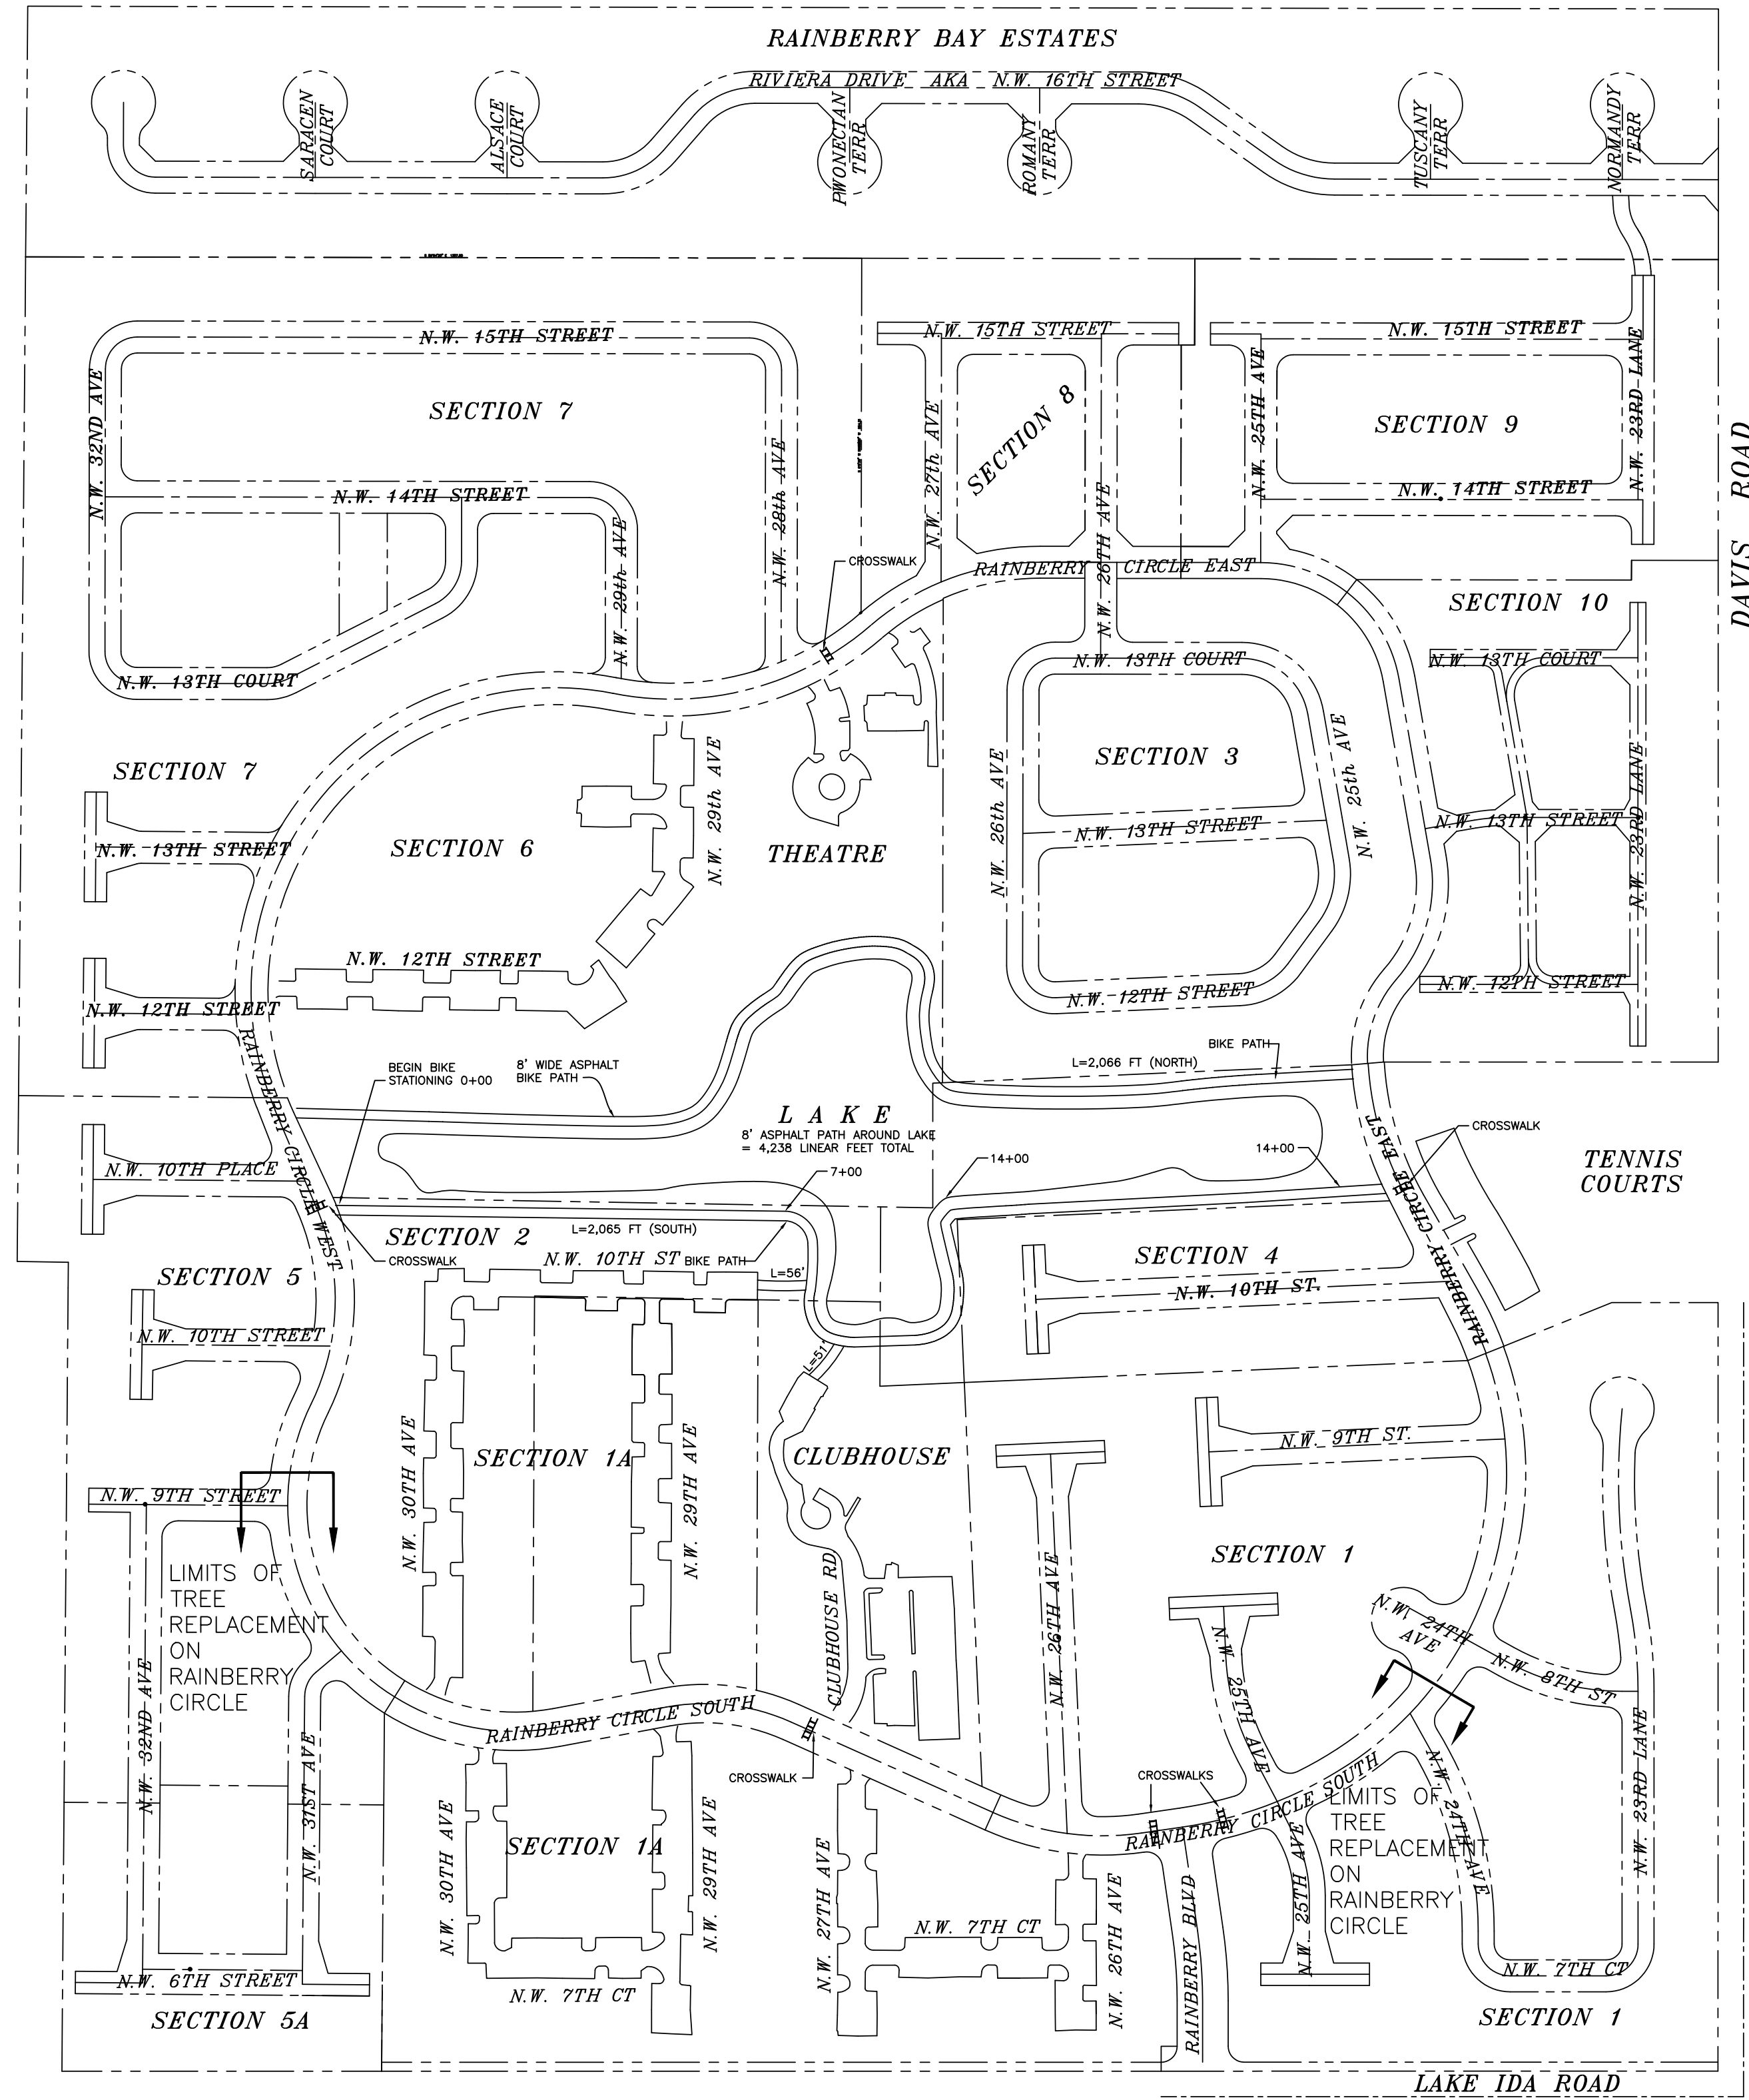 RAINBERRY BAY ESTATES
RIVIERA DRIVE AKA N.W. 16TH STREET
SARACEN
COURT
ALSACE
COURT
PWONECIAN
TERR
ROMANY
TERR
TUSCANY
TERR
NORMANDY
TERR
N.W. 15TH STREET
N.W. 15TH STREET
N.W. 15TH STREET
N.W. 32ND AVE
SECTION 7
N.W. 28th AVE
N.W. 27th AVE
SECTION 8
N.W. 26TH AVE
N.W. 25TH AVE
SECTION 9
N.W. 23RD LANE
DAVIS ROAD
N.W. 14TH STREET
N.W. 14TH STREET
N.W. 29th AVE
CROSSWALK
RAINBERRY CIRCLE EAST
SECTION 10
N.W. 13TH COURT
N.W. 13TH COURT
N.W. 13TH COURT
SECTION 7
N.W. 29th AVE
N.W. 26th AVE
SECTION 3
N.W. 25th AVE
N.W. 23RD LANE
N.W. 13TH STREET
SECTION 6
THEATRE
N.W. 13TH STREET
N.W. 13TH STREET
N.W. 12TH STREET
N.W. 12TH STREET
N.W. 12TH STREET
N.W. 12TH STREET
RAINBERRY CIRCLE WEST
BEGIN BIKE
STATIONING 0+00
8' WIDE ASPHALT
BIKE PATH
BIKE PATH
L=2,066 FT (NORTH)
LAKE
8' ASPHALT PATH AROUND LAKE
= 4,238 LINEAR FEET TOTAL
7+00
14+00
14+00
CROSSWALK
RAINBERRY CIRCLE EAST
TENNIS
COURTS
N.W. 10TH PLACE
SECTION 2
L=2,065 FT (SOUTH)
CROSSWALK
N.W. 10TH ST
BIKE PATH
L=56'
SECTION 4
N.W. 10TH ST.
SECTION 5
N.W. 10TH STREET
L=51'
N.W. 30TH AVE
SECTION 1A
N.W. 29TH AVE
CLUBHOUSE
N.W. 9TH ST.
N.W. 9TH STREET
LIMITS OF
TREE
REPLACEMENT
ON
RAINBERRY
CIRCLE
CLUBHOUSE RD
N.W. 26TH AVE
SECTION 1
N.W. 24TH
AVE
N.W. 8TH ST
N.W. 25TH AVE
N.W. 32ND AVE
N.W. 31ST AVE
RAINBERRY CIRCLE SOUTH
CROSSWALK
CROSSWALKS
RAINBERRY CIRCLE SOUTH
N.W. 24TH AVE
N.W. 23RD LANE
LIMITS OF
TREE
REPLACEMENT
ON
RAINBERRY
CIRCLE
N.W. 30TH AVE
SECTION 1A
N.W. 29TH AVE
N.W. 27TH AVE
N.W. 7TH CT
N.W. 26TH AVE
RAINBERRY BLVD
N.W. 25TH AVE
N.W. 7TH CT
N.W. 6TH STREET
N.W. 7TH CT
SECTION 5A
SECTION 1
LAKE IDA ROAD